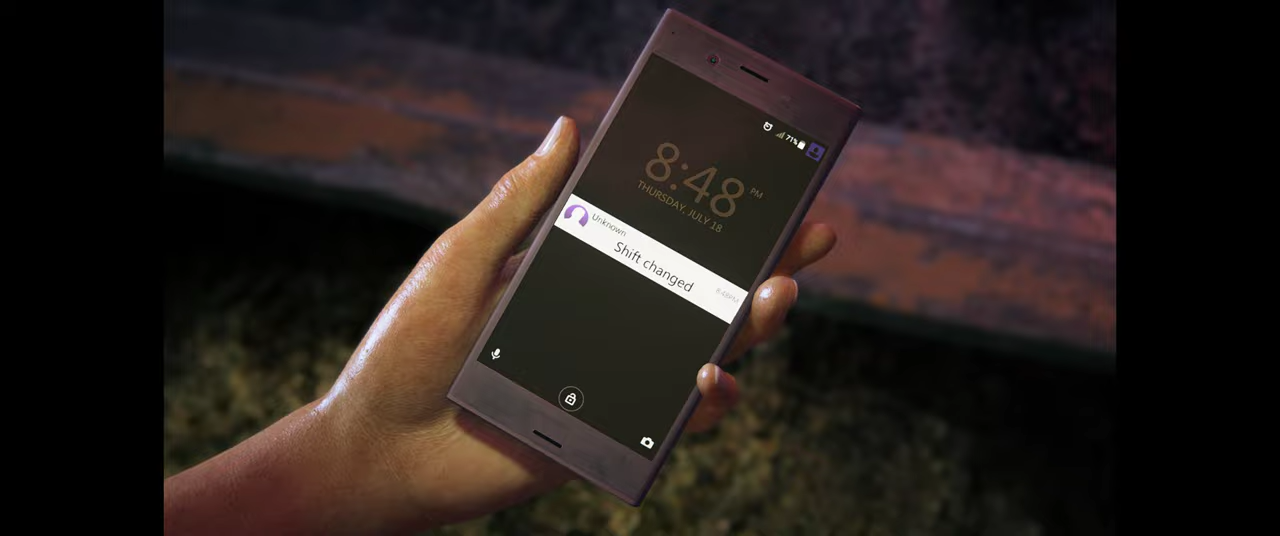 71%
8:48 PM
THURSDAY, JULY 18
Unknown
Shift changed
8:48PM